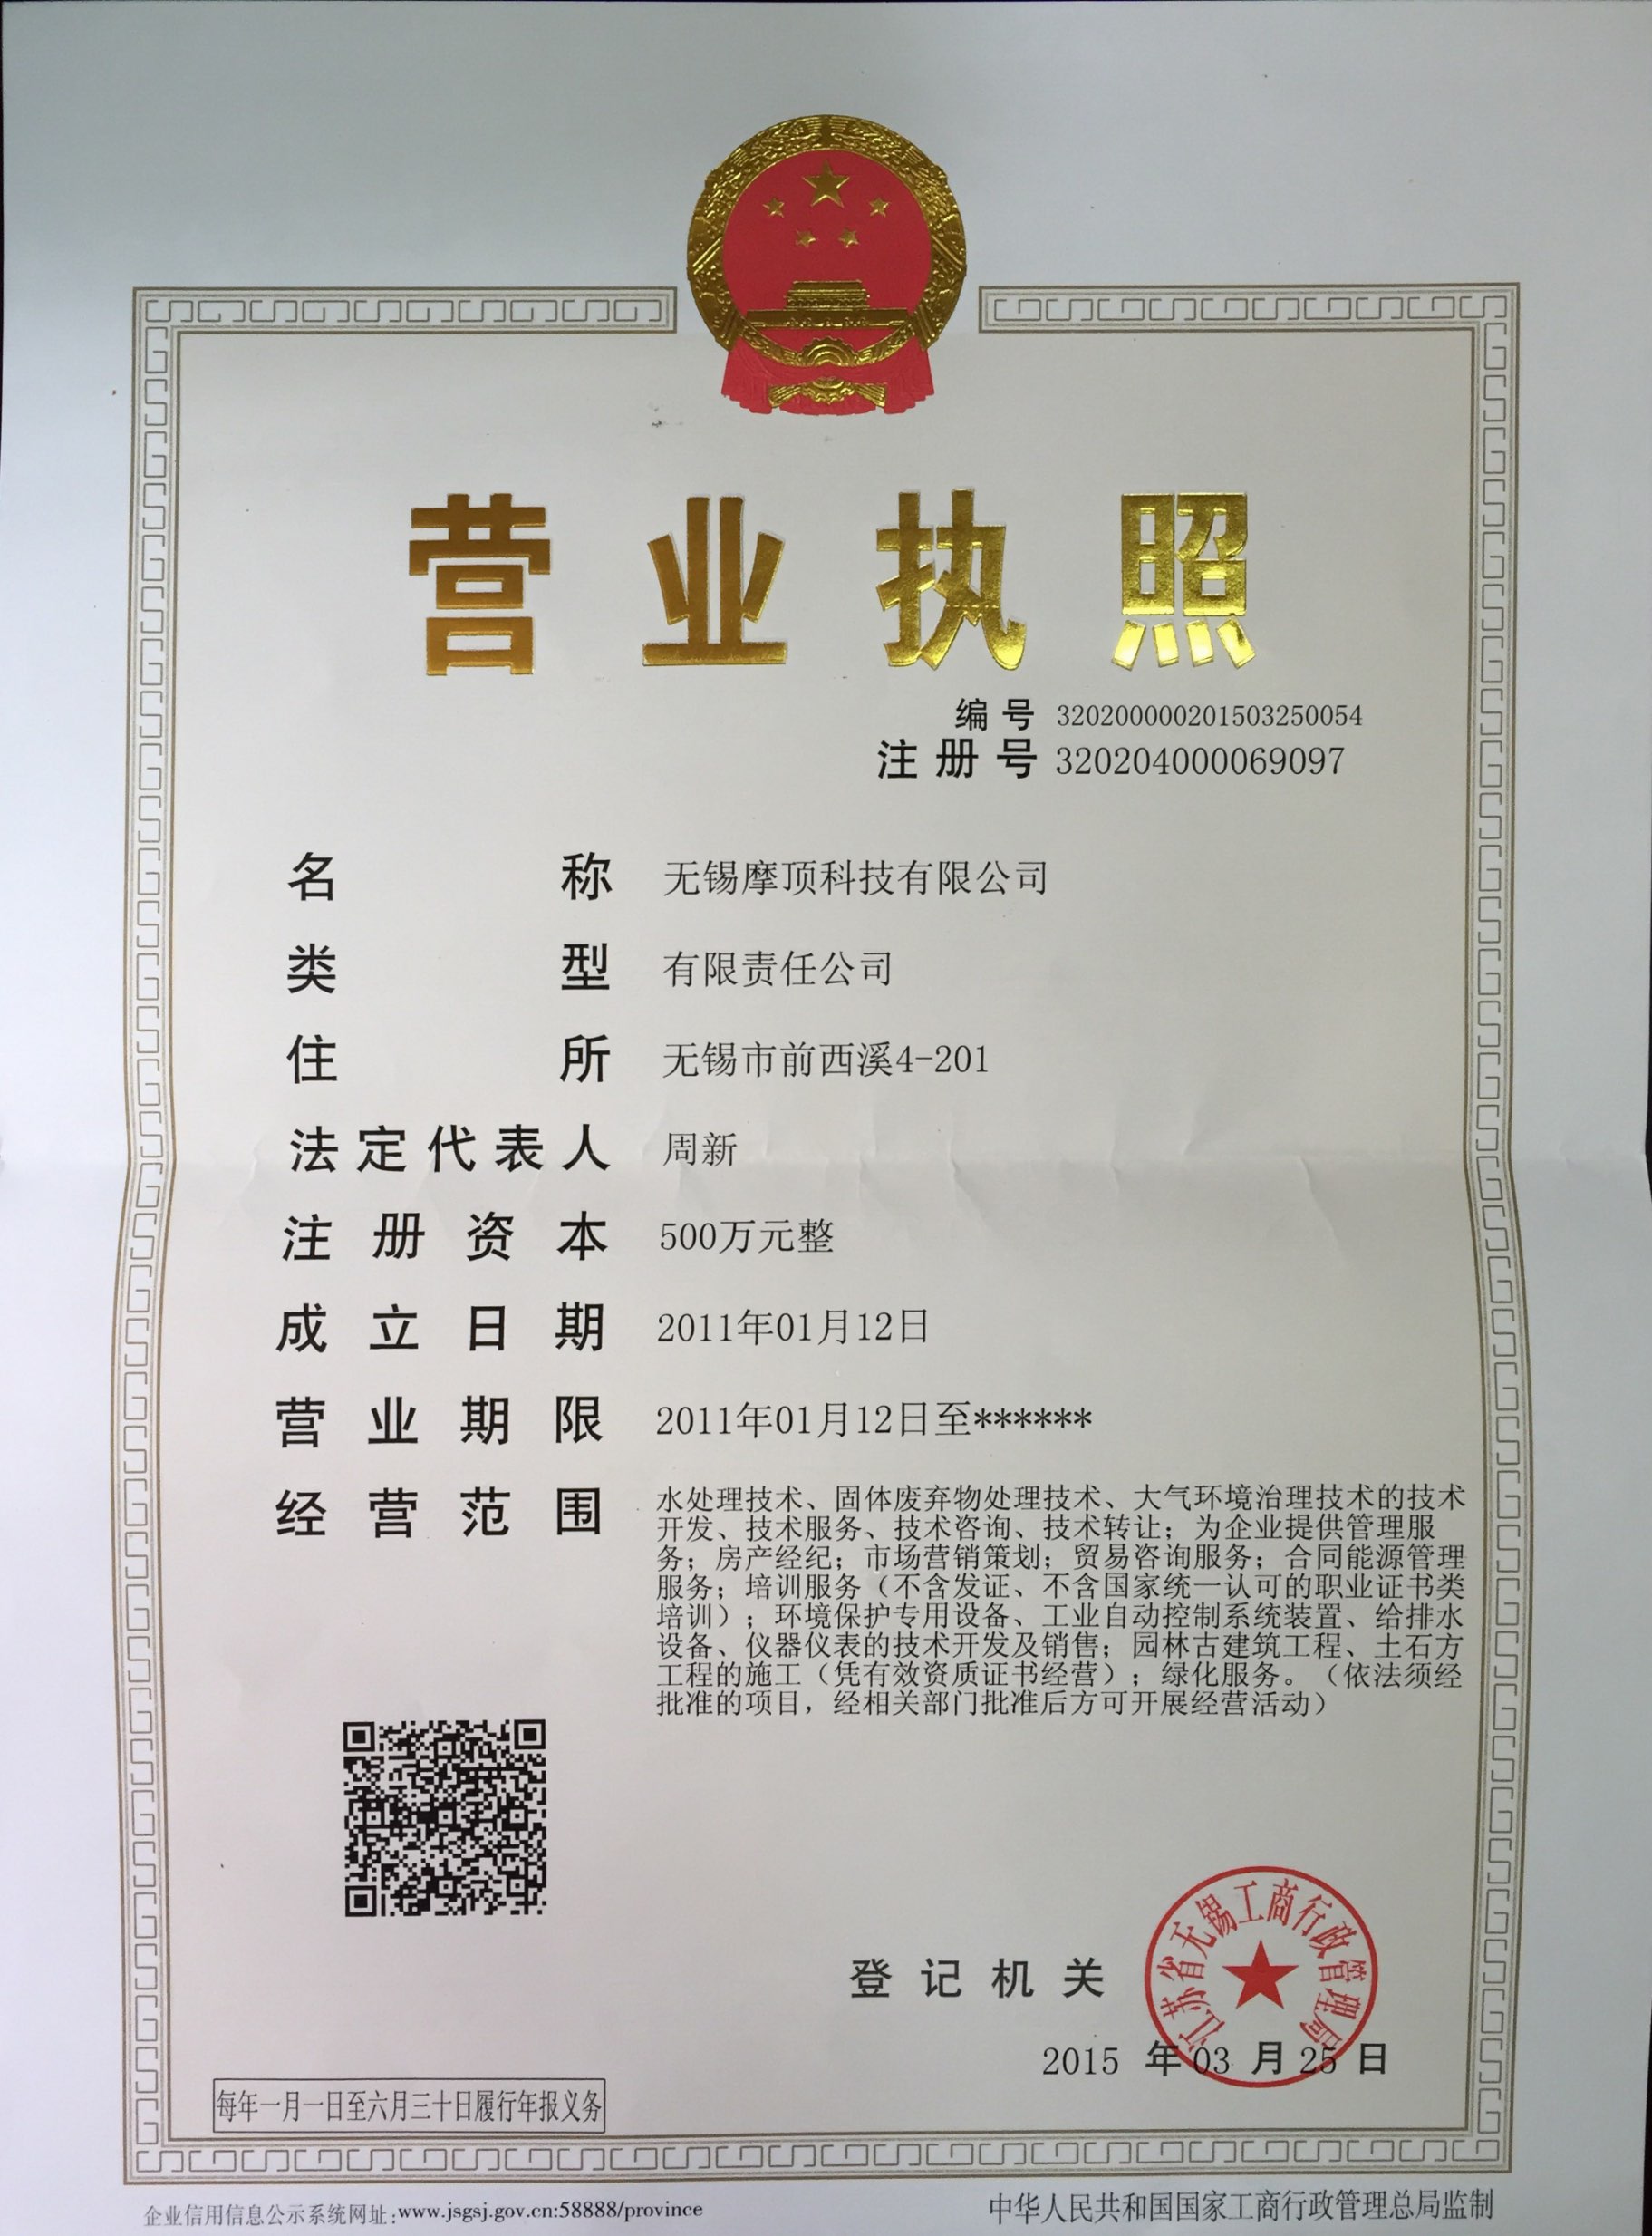 营业执照
编号 320200000201503250054
注册号 320204000069097
名称 无锡摩顶科技有限公司
类型 有限责任公司
住所 无锡市前西溪4-201
法定代表人 周新
注册资本 500万元整
成立日期 2011年01月12日
营业期限 2011年01月12日至******
经营范围 水处理技术、固体废弃物处理技术、大气环境治理技术的技术
开发、技术服务、技术咨询、技术转让；为企业提供管理服
务；房产经纪；市场营销策划；贸易咨询服务；合同能源管理
服务；培训服务（不含发证、不含国家统一认可的职业证书类
培训）；环境保护专用设备、工业自动控制系统装置、给排水
设备、仪器仪表的技术开发及销售；园林古建筑工程、土石方
工程的施工（凭有效资质证书经营）；绿化服务。（依法须经
批准的项目，经相关部门批准后方可开展经营活动）
登记机关
江苏省无锡工商行政管理局
2015 年 03 月 25 日
每年一月一日至六月三十日履行年报义务
企业信用信息公示系统网址:www.jsgsj.gov.cn:58888/province
中华人民共和国国家工商行政管理总局监制